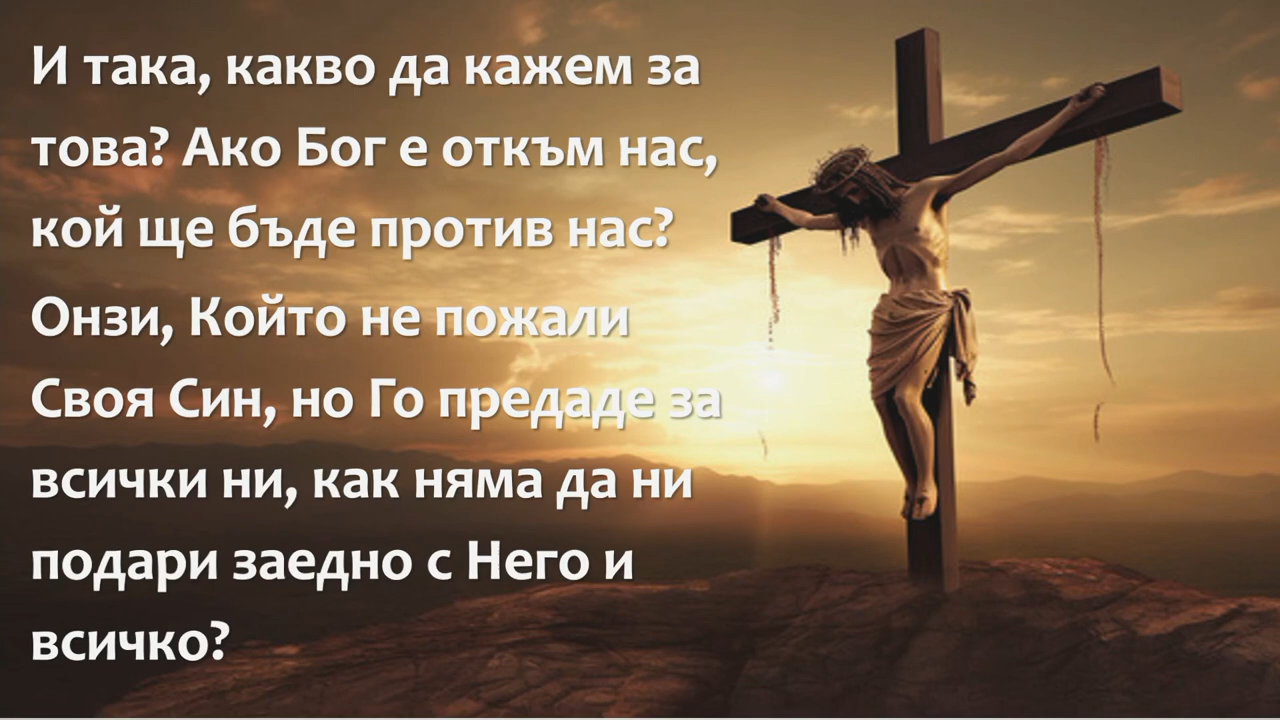 И така, какво да кажем за
това? Ако Бог е откъм нас,
кой ще бъде против нас?
Онзи, Който не пожали
Своя Син, но Го предаде за
всички ни, как няма да ни
подари заедно с Него и
всичко?